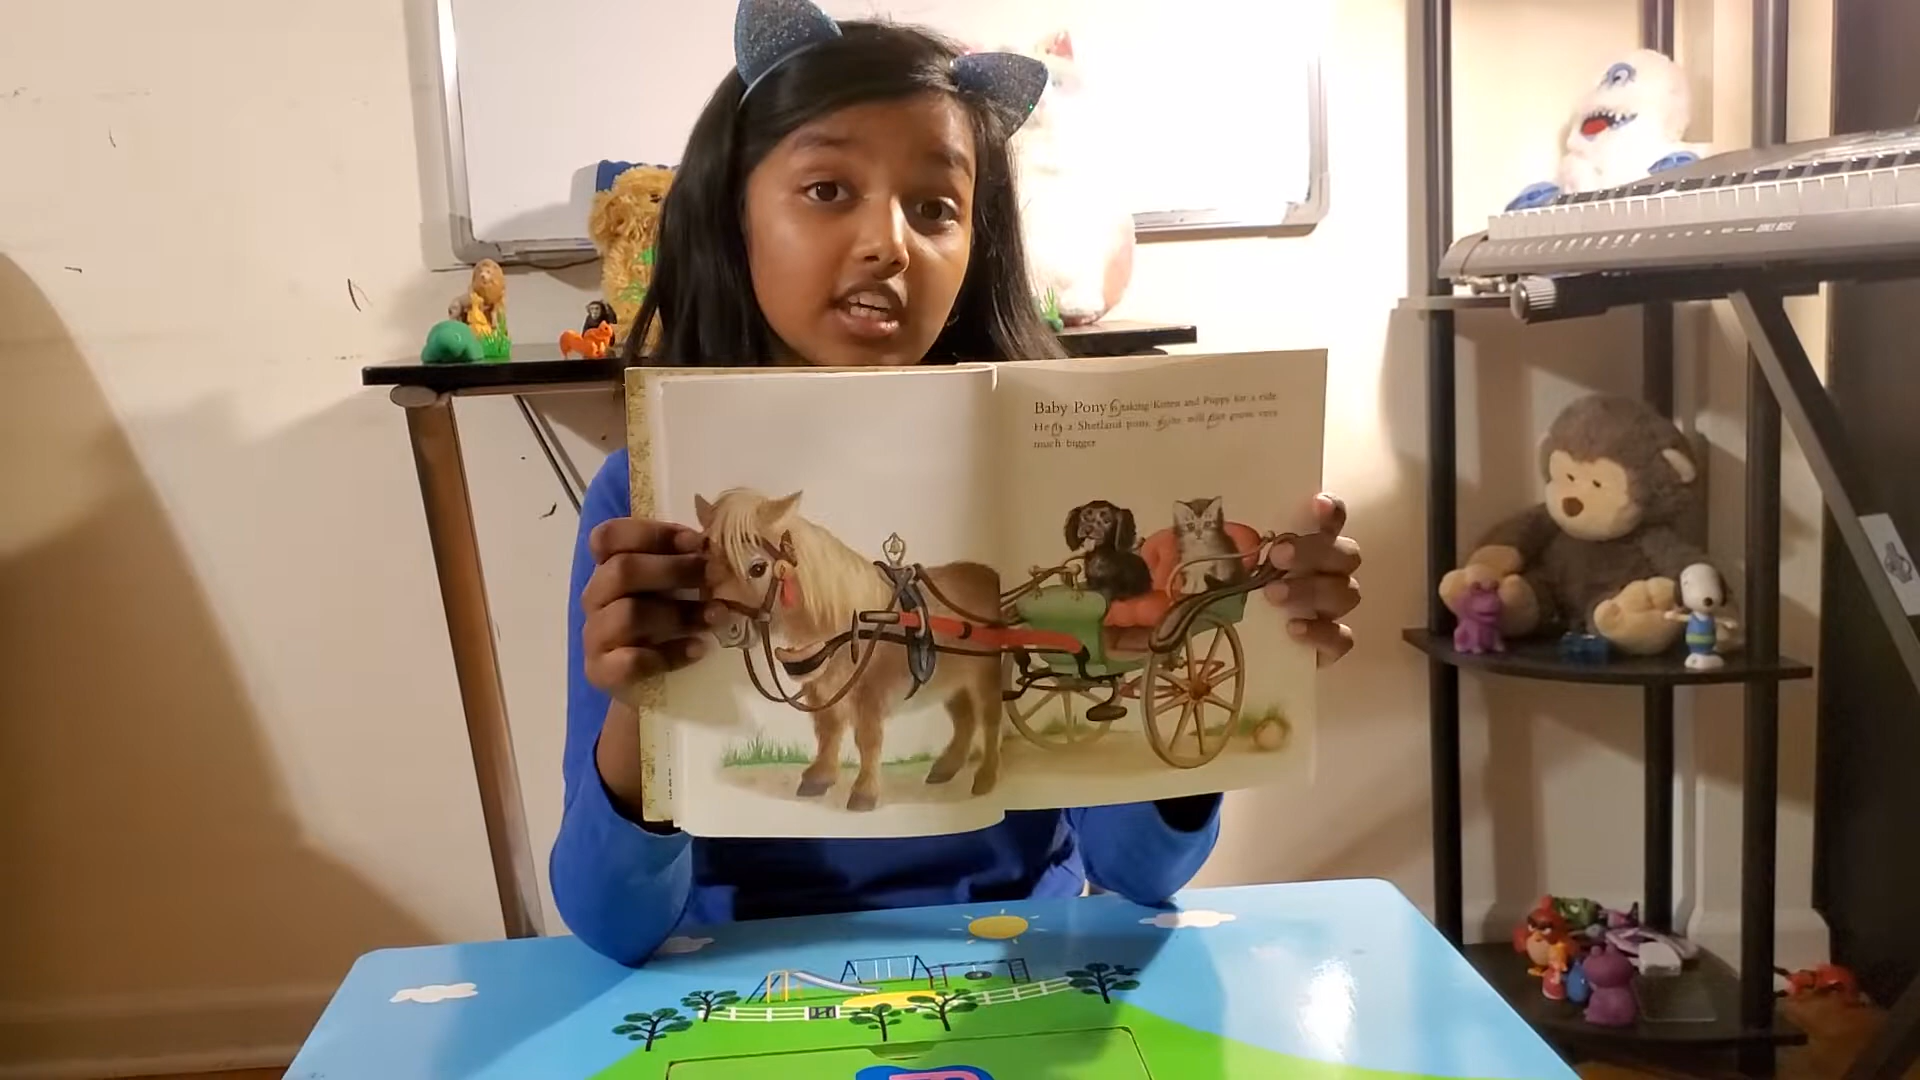 Baby Pony is taking Kitten and Puppy for a ride.
He is a Shetland pony, he will not grow very
much bigger